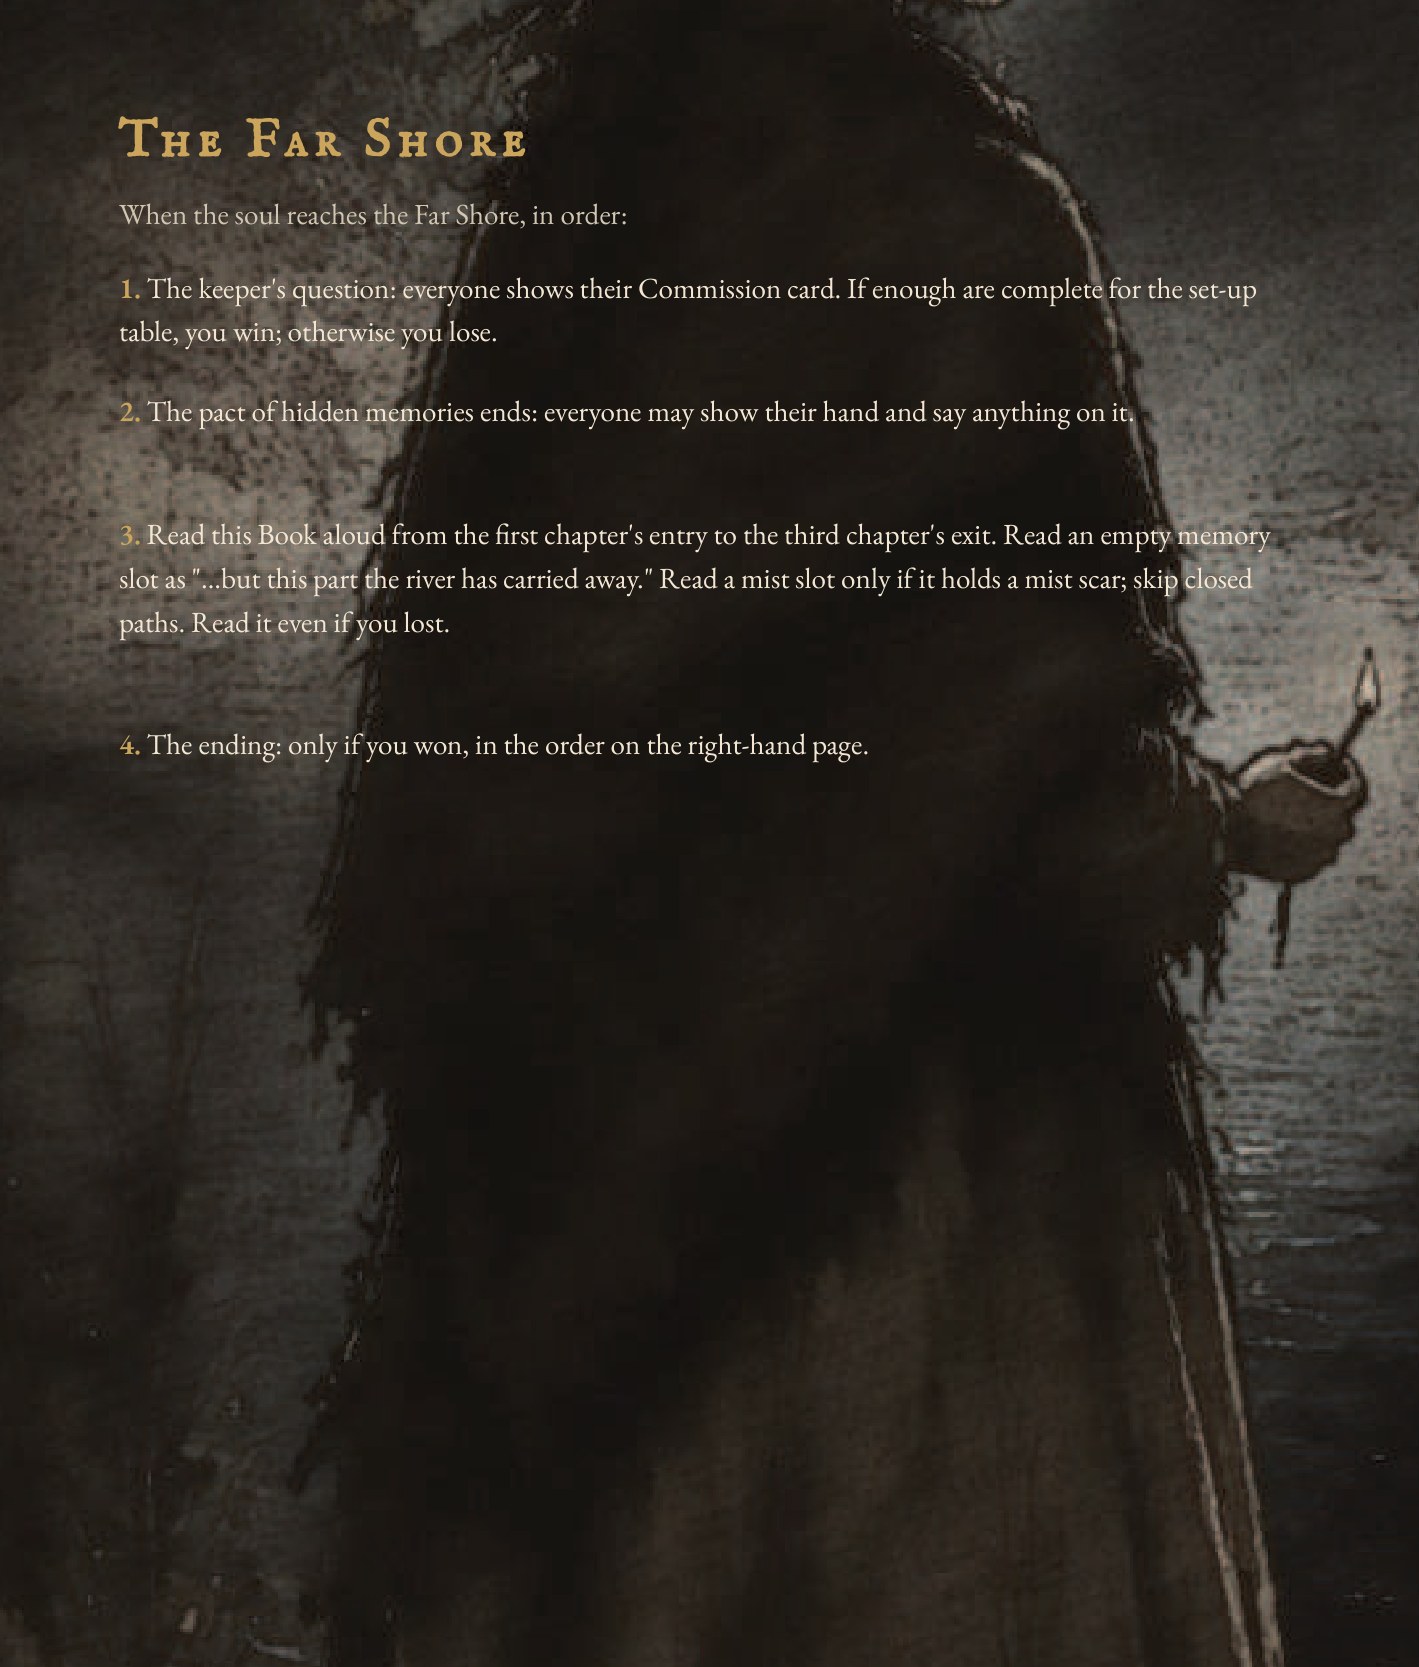 The Far Shore
When the soul reaches the Far Shore, in order:
1. The keeper's question: everyone shows their Commission card. If enough are complete for the set-up
table, you win; otherwise you lose.
2. The pact of hidden memories ends: everyone may show their hand and say anything on it.
3. Read this Book aloud from the first chapter's entry to the third chapter's exit. Read an empty memory
slot as "...but this part the river has carried away." Read a mist slot only if it holds a mist scar; skip closed
paths. Read it even if you lost.
4. The ending: only if you won, in the order on the right-hand page.